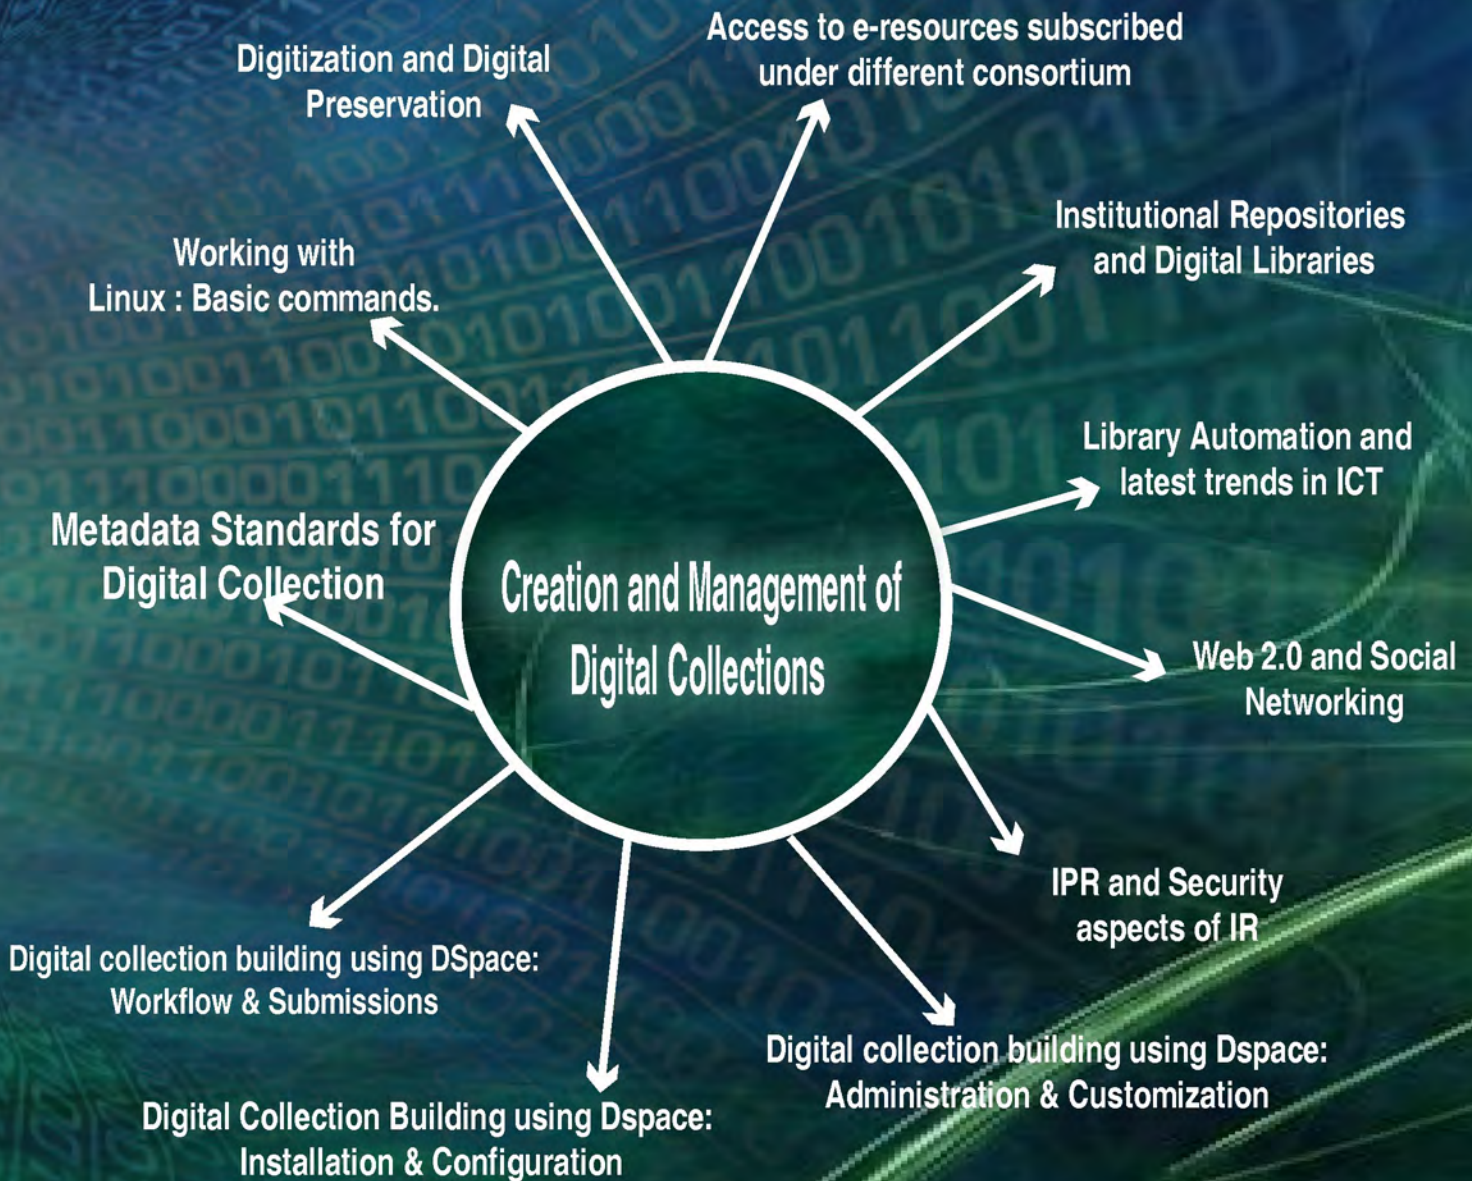 Access to e-resources subscribed
under different consortium
Digitization and Digital
Preservation
Institutional Repositories
and Digital Libraries
Working with
Linux : Basic commands.
Library Automation and
latest trends in ICT
Metadata Standards for
Digital Collection
Creation and Management of
Digital Collections
Web 2.0 and Social
Networking
IPR and Security
aspects of IR
Digital collection building using DSpace:
Workflow & Submissions
Digital collection building using Dspace:
Administration & Customization
Digital Collection Building using Dspace:
Installation & Configuration